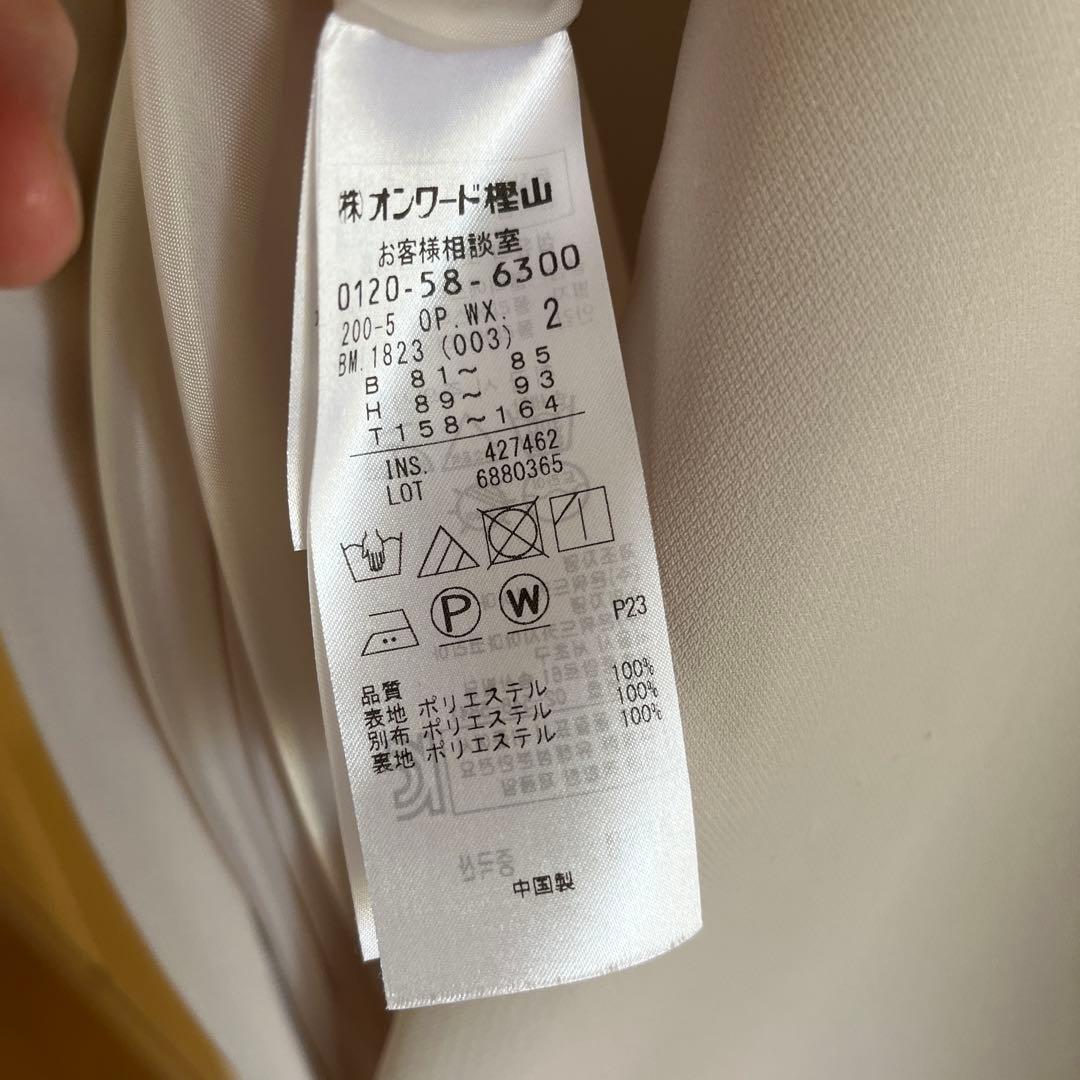 ㈱オンワード樫山
お客様相談室
0120-58-6300
200-5 OP.WX. 2
BM.1823 (003)
B 81～ 85
H 89～ 93
T158～164
INS. 427462
LOT 6880365
P W P23
品質
表地 ポリエステル 100%
別布 ポリエステル 100%
裏地 ポリエステル 100%
中国製